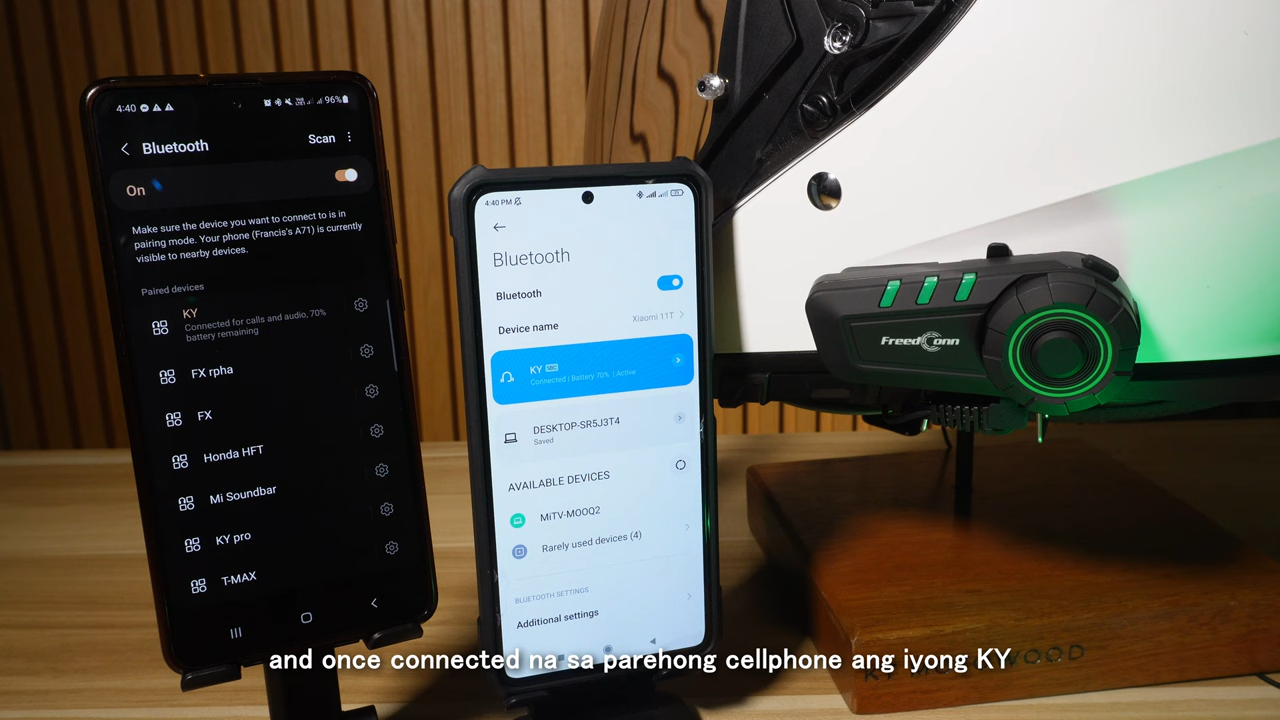 4:40
96%
Bluetooth
Scan
On
Make sure the device you want to connect to is in
pairing mode. Your phone (Francis's A71) is currently
visible to nearby devices.
Paired devices
KY
Connected for calls and audio, 70%
battery remaining
FX rpha
FX
Honda HFT
Mi Soundbar
KY pro
T-MAX
4:40 PM
Bluetooth
Bluetooth
Device name
Xiaomi 11T
KY
Connected | Battery 70% | Active
DESKTOP-SR5J3T4
Saved
AVAILABLE DEVICES
MiTV-MOOQ2
Rarely used devices (4)
BLUETOOTH SETTINGS
Additional settings
FreedConn
and once connected na sa parehong cellphone ang iyong KY